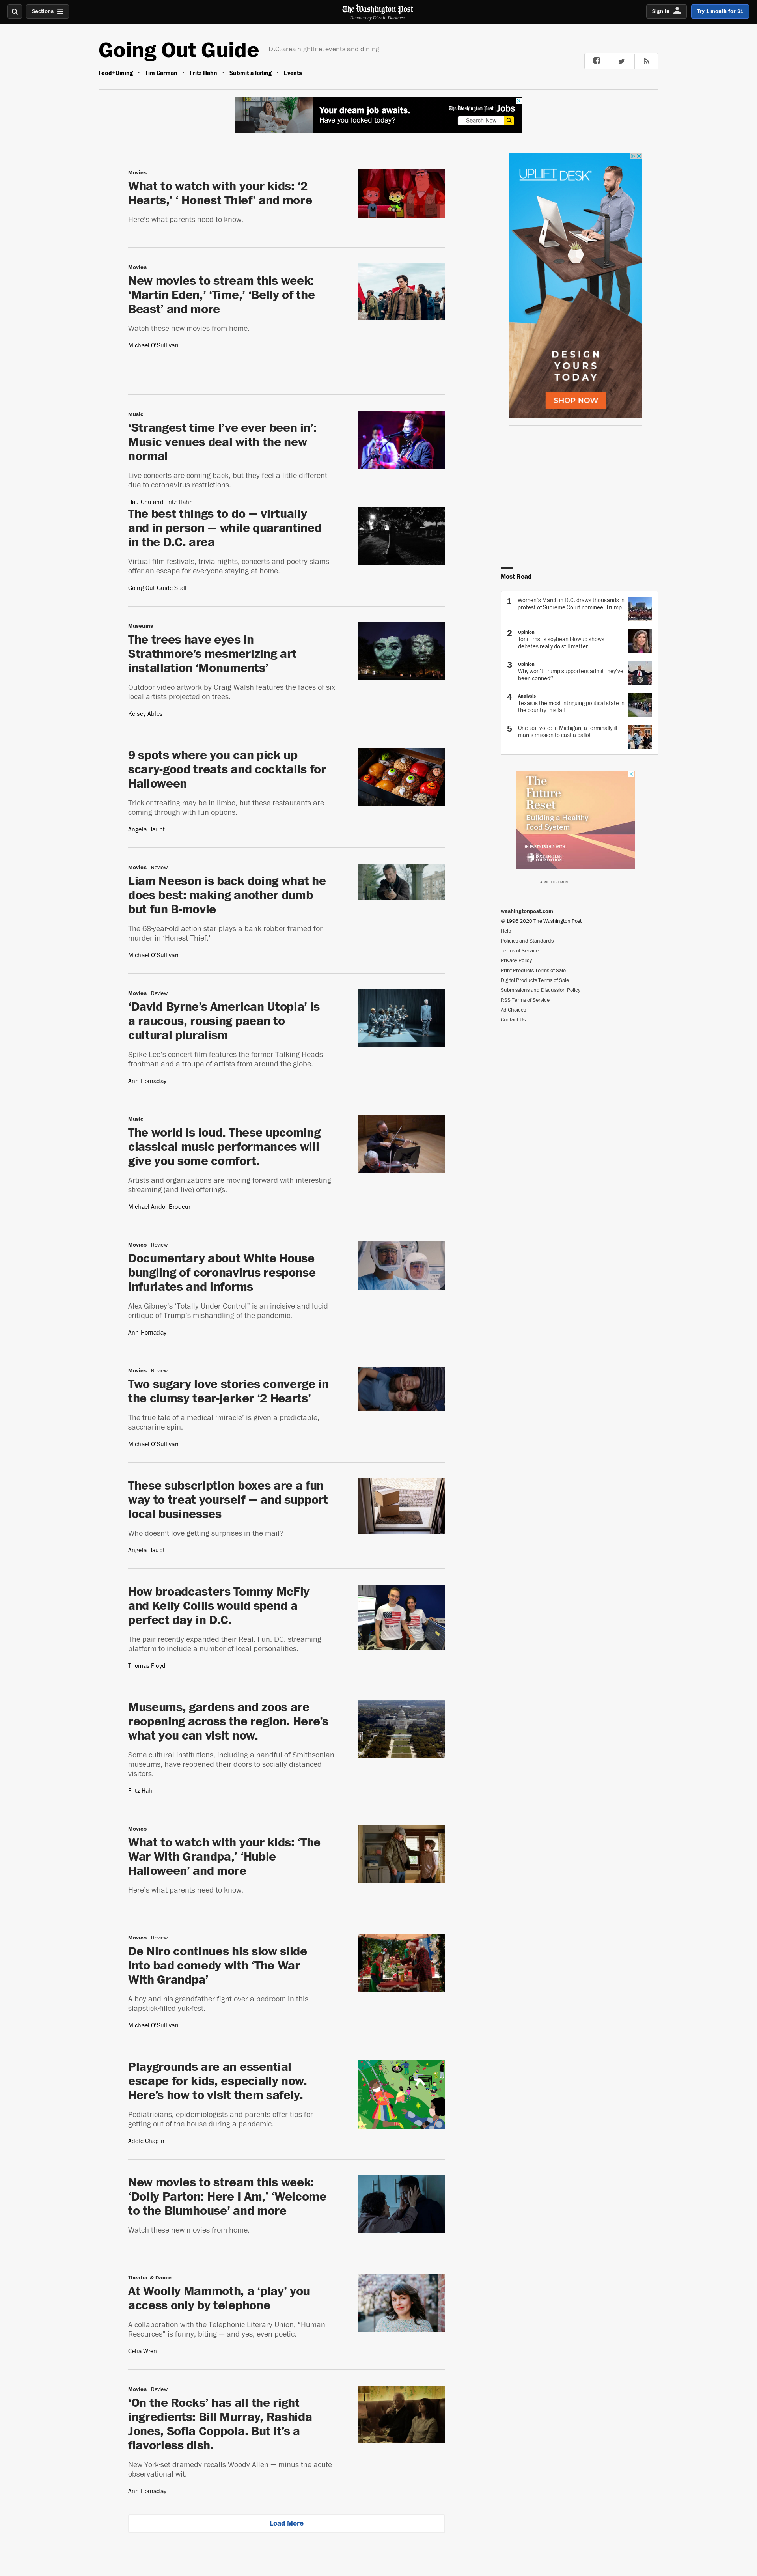 Sections
The Washington Post
Democracy Dies in Darkness
Sign In
Try 1 month for $1
Going Out Guide
D.C.-area nightlife, events and dining
Food+Dining • Tim Carman • Fritz Hahn • Submit a listing • Events
Your dream job awaits.
Have you looked today?
The Washington Post Jobs
Search Now
Movies
What to watch with your kids: ‘2
Hearts,’ ‘ Honest Thief’ and more
Here’s what parents need to know.
Movies
New movies to stream this week:
‘Martin Eden,’ ‘Time,’ ‘Belly of the
Beast’ and more
Watch these new movies from home.
Michael O'Sullivan
Music
‘Strangest time I’ve ever been in’:
Music venues deal with the new
normal
Live concerts are coming back, but they feel a little different
due to coronavirus restrictions.
Hau Chu and Fritz Hahn
The best things to do — virtually
and in person — while quarantined
in the D.C. area
Virtual film festivals, trivia nights, concerts and poetry slams
offer an escape for everyone staying at home.
Going Out Guide Staff
Museums
The trees have eyes in
Strathmore’s mesmerizing art
installation ‘Monuments’
Outdoor video artwork by Craig Walsh features the faces of six
local artists projected on trees.
Kelsey Ables
9 spots where you can pick up
scary-good treats and cocktails for
Halloween
Trick-or-treating may be in limbo, but these restaurants are
coming through with fun options.
Angela Haupt
Movies Review
Liam Neeson is back doing what he
does best: making another dumb
but fun B-movie
The 68-year-old action star plays a bank robber framed for
murder in ‘Honest Thief.’
Michael O'Sullivan
Movies Review
‘David Byrne’s American Utopia’ is
a raucous, rousing paean to
cultural pluralism
Spike Lee’s concert film features the former Talking Heads
frontman and a troupe of artists from around the globe.
Ann Hornaday
Music
The world is loud. These upcoming
classical music performances will
give you some comfort.
Artists and organizations are moving forward with interesting
streaming (and live) offerings.
Michael Andor Brodeur
Movies Review
Documentary about White House
bungling of coronavirus response
infuriates and informs
Alex Gibney’s ‘Totally Under Control” is an incisive and lucid
critique of Trump’s mishandling of the pandemic.
Ann Hornaday
Movies Review
Two sugary love stories converge in
the clumsy tear-jerker ‘2 Hearts’
The true tale of a medical ‘miracle’ is given a predictable,
saccharine spin.
Michael O'Sullivan
These subscription boxes are a fun
way to treat yourself — and support
local businesses
Who doesn’t love getting surprises in the mail?
Angela Haupt
How broadcasters Tommy McFly
and Kelly Collis would spend a
perfect day in D.C.
The pair recently expanded their Real. Fun. DC. streaming
platform to include a number of local personalities.
Thomas Floyd
Museums, gardens and zoos are
reopening across the region. Here’s
what you can visit now.
Some cultural institutions, including a handful of Smithsonian
museums, have reopened their doors to socially distanced
visitors.
Fritz Hahn
Movies
What to watch with your kids: ‘The
War With Grandpa,’ ‘Hubie
Halloween’ and more
Here’s what parents need to know.
Movies Review
De Niro continues his slow slide
into bad comedy with ‘The War
With Grandpa’
A boy and his grandfather fight over a bedroom in this
slapstick-filled yuk-fest.
Michael O'Sullivan
Playgrounds are an essential
escape for kids, especially now.
Here’s how to visit them safely.
Pediatricians, epidemiologists and parents offer tips for
getting out of the house during a pandemic.
Adele Chapin
New movies to stream this week:
‘Dolly Parton: Here I Am,’ ‘Welcome
to the Blumhouse’ and more
Watch these new movies from home.
Theater & Dance
At Woolly Mammoth, a ‘play’ you
access only by telephone
A collaboration with the Telephonic Literary Union, “Human
Resources” is funny, biting — and yes, even poetic.
Celia Wren
Movies Review
‘On the Rocks’ has all the right
ingredients: Bill Murray, Rashida
Jones, Sofia Coppola. But it’s a
flavorless dish.
New York-set dramedy recalls Woody Allen — minus the acute
observational wit.
Ann Hornaday
Load More
UPLIFT DESK
DESIGN
YOURS
TODAY
SHOP NOW
Most Read
1 Women’s March in D.C. draws thousands in
protest of Supreme Court nominee, Trump
2 Opinion
Joni Ernst’s soybean blowup shows
debates really do still matter
3 Opinion
Why won’t Trump supporters admit they’ve
been conned?
4 Analysis
Texas is the most intriguing political state in
the country this fall
5 One last vote: In Michigan, a terminally ill
man’s mission to cast a ballot
The
Future
Reset
Building a Healthy
Food System
IN PARTNERSHIP WITH
ROCKEFELLER
FOUNDATION
ADVERTISEMENT
washingtonpost.com
© 1996-2020 The Washington Post
Help
Policies and Standards
Terms of Service
Privacy Policy
Print Products Terms of Sale
Digital Products Terms of Sale
Submissions and Discussion Policy
RSS Terms of Service
Ad Choices
Contact Us